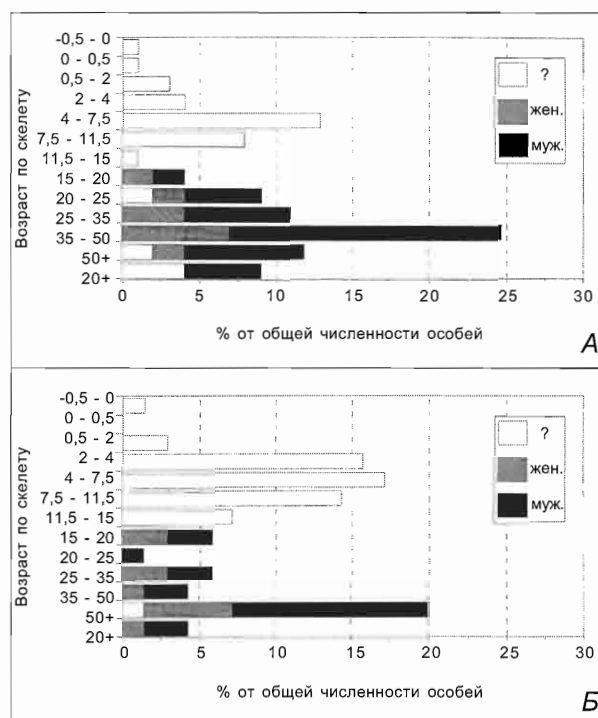 -0,5 - 0
0 - 0,5
0,5 - 2
2 - 4
4 - 7,5
7,5 - 11,5
11,5 - 15
15 - 20
20 - 25
25 - 35
35 - 50
50+
20+
Возраст по скелету
?
жен.
муж.
0 5 10 15 20 25 30
% от общей численности особей
А
-0,5 - 0
0 - 0,5
0,5 - 2
2 - 4
4 - 7,5
7,5 - 11,5
11,5 - 15
15 - 20
20 - 25
25 - 35
35 - 50
50+
20+
Возраст по скелету
?
жен.
муж.
0 5 10 15 20 25 30
% от общей численности особей
Б